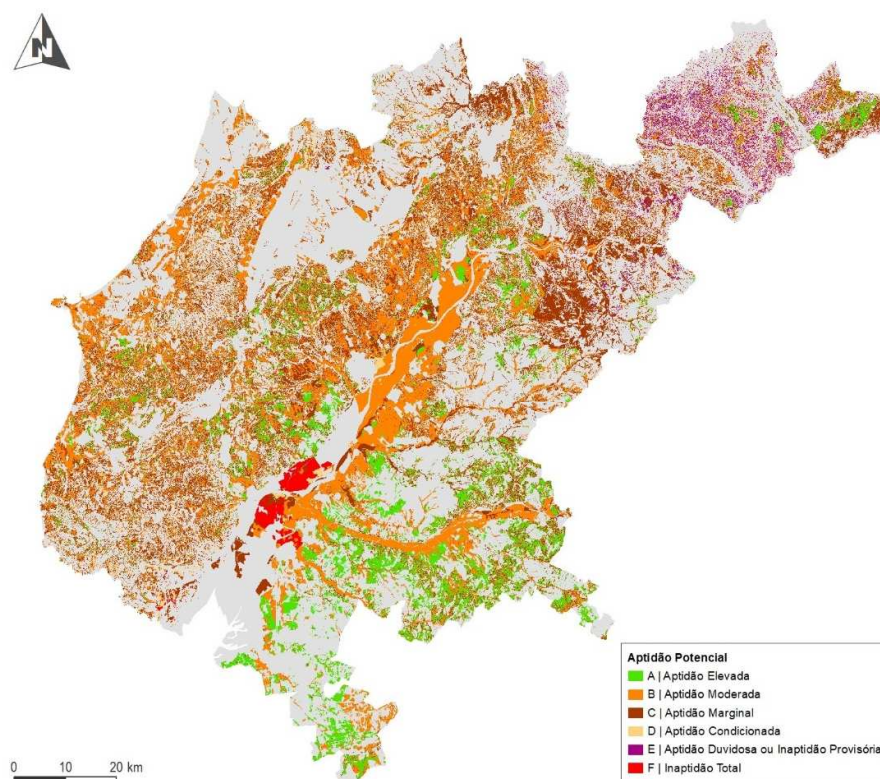 N
Aptidão Potencial
A | Aptidão Elevada
B | Aptidão Moderada
C | Aptidão Marginal
D | Aptidão Condicionada
E | Aptidão Duvidosa ou Inaptidão Provisória
F | Inaptidão Total
0 10 20 km